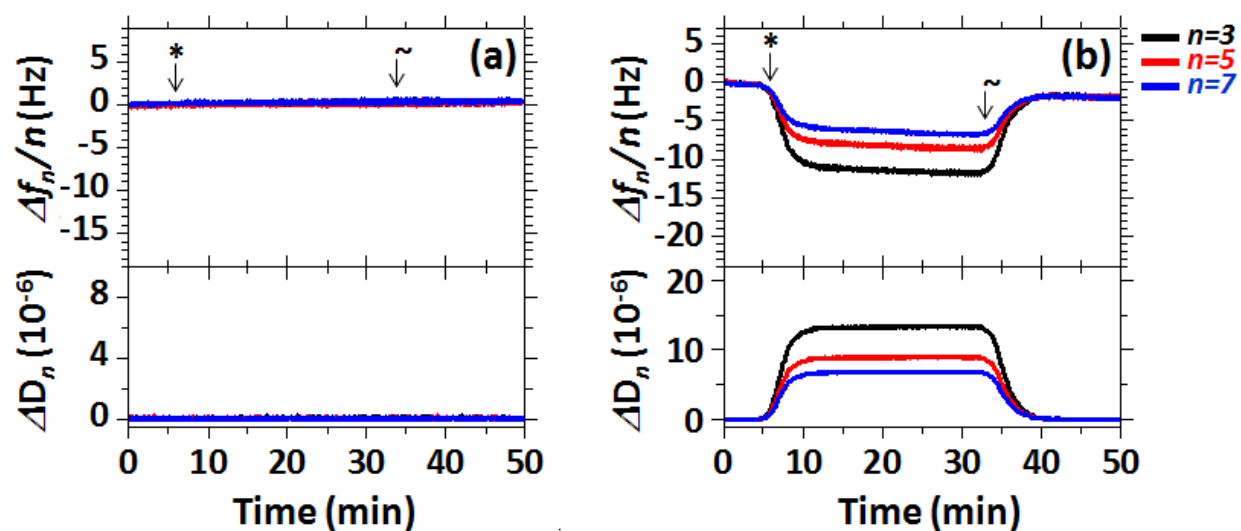 (a)
* ~
Δfn/n (Hz)
5
0
-5
-10
-15
ΔDn (10-6)
8
4
0
0 10 20 30 40 50
Time (min)
(b)
* ~
Δfn/n (Hz)
5
0
-5
-10
-15
-20
ΔDn (10-6)
20
10
0
0 10 20 30 40 50
Time (min)
n=3
n=5
n=7